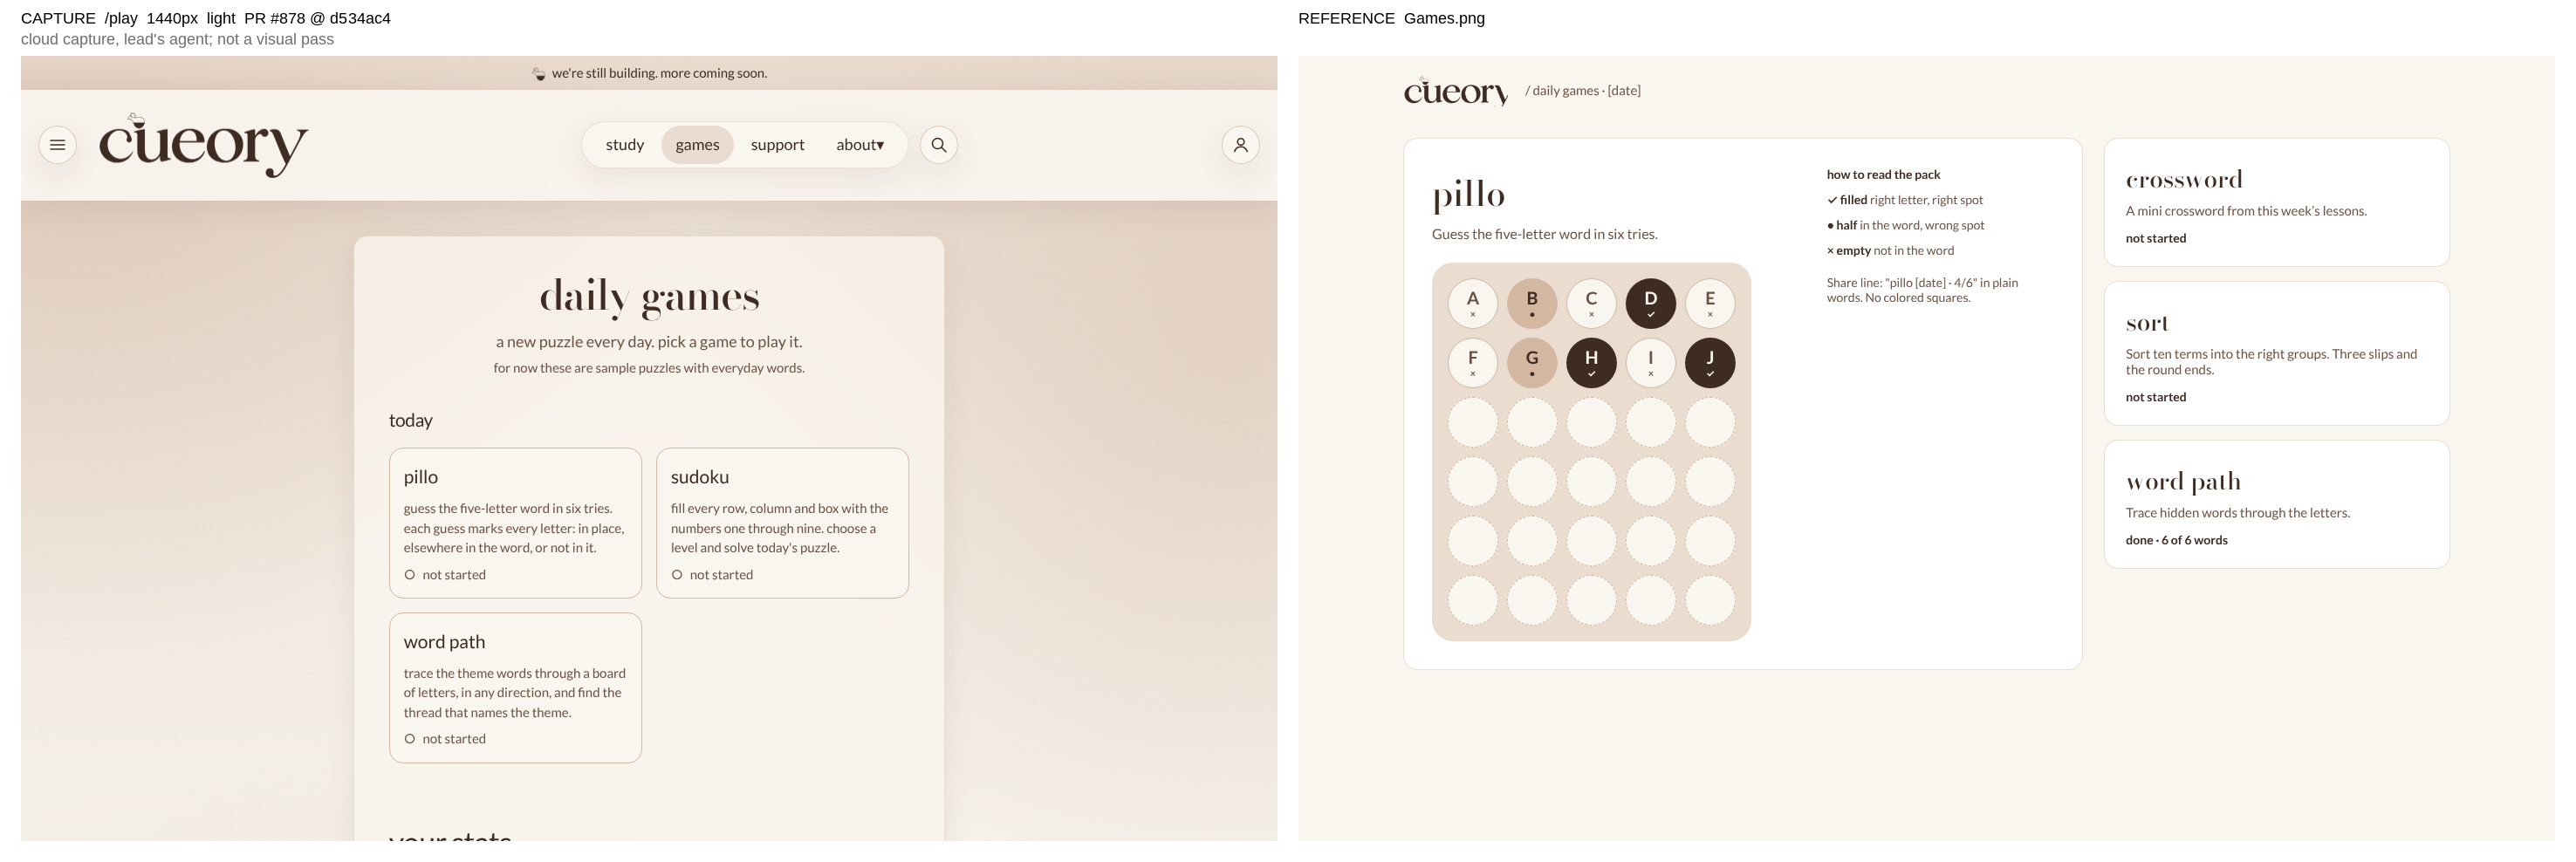 CAPTURE /play 1440px light PR #878 @ d534ac4
cloud capture, lead's agent; not a visual pass
we're still building. more coming soon.
cueory
study games support about▾
daily games
a new puzzle every day. pick a game to play it.
for now these are sample puzzles with everyday words.
today
pillo
guess the five-letter word in six tries.
each guess marks every letter: in place,
elsewhere in the word, or not in it.
not started
sudoku
fill every row, column and box with the
numbers one through nine. choose a
level and solve today's puzzle.
not started
word path
trace the theme words through a board
of letters, in any direction, and find the
thread that names the theme.
not started
your stats
REFERENCE Games.png
cueory / daily games · [date]
pillo
Guess the five-letter word in six tries.
A B C D E
× • × ✓ ×
F G H I J
× • ✓ × ✓
how to read the pack
✓ filled right letter, right spot
• half in the word, wrong spot
× empty not in the word
Share line: "pillo [date] · 4/6" in plain
words. No colored squares.
crossword
A mini crossword from this week's lessons.
not started
sort
Sort ten terms into the right groups. Three slips and
the round ends.
not started
word path
Trace hidden words through the letters.
done · 6 of 6 words